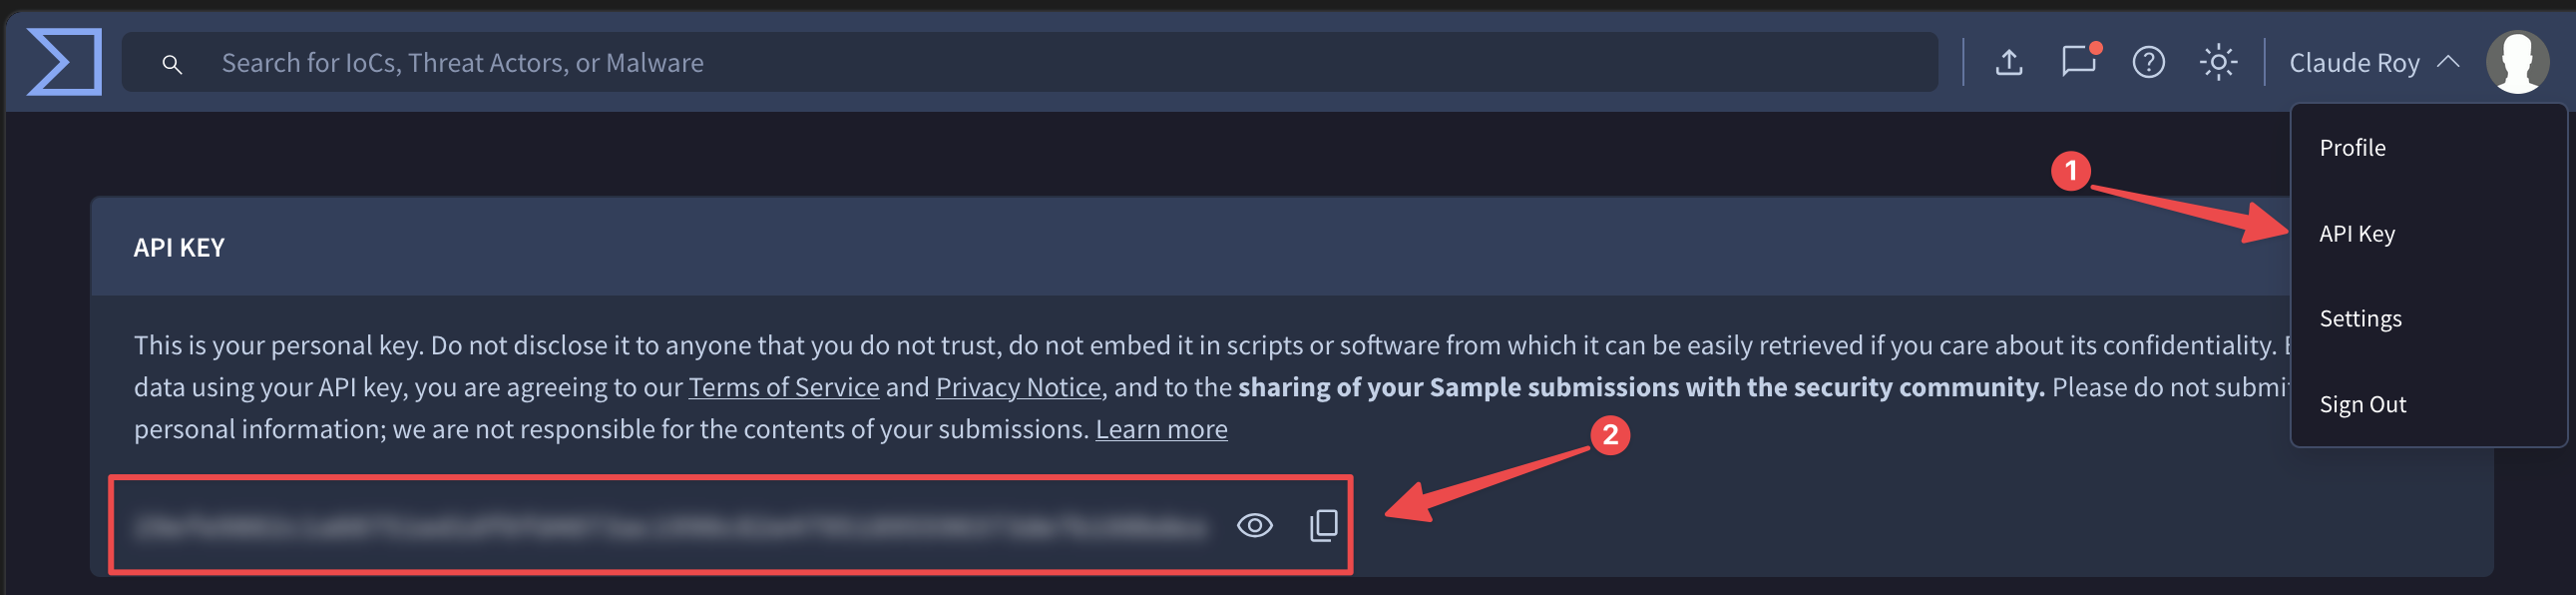 Search for IoCs, Threat Actors, or Malware
Claude Roy
Profile
1
API Key
Settings
Sign Out
API KEY
This is your personal key. Do not disclose it to anyone that you do not trust, do not embed it in scripts or software from which it can be easily retrieved if you care about its confidentiality.
data using your API key, you are agreeing to our Terms of Service and Privacy Notice, and to the sharing of your Sample submissions with the security community. Please do not submit
personal information; we are not responsible for the contents of your submissions. Learn more
2